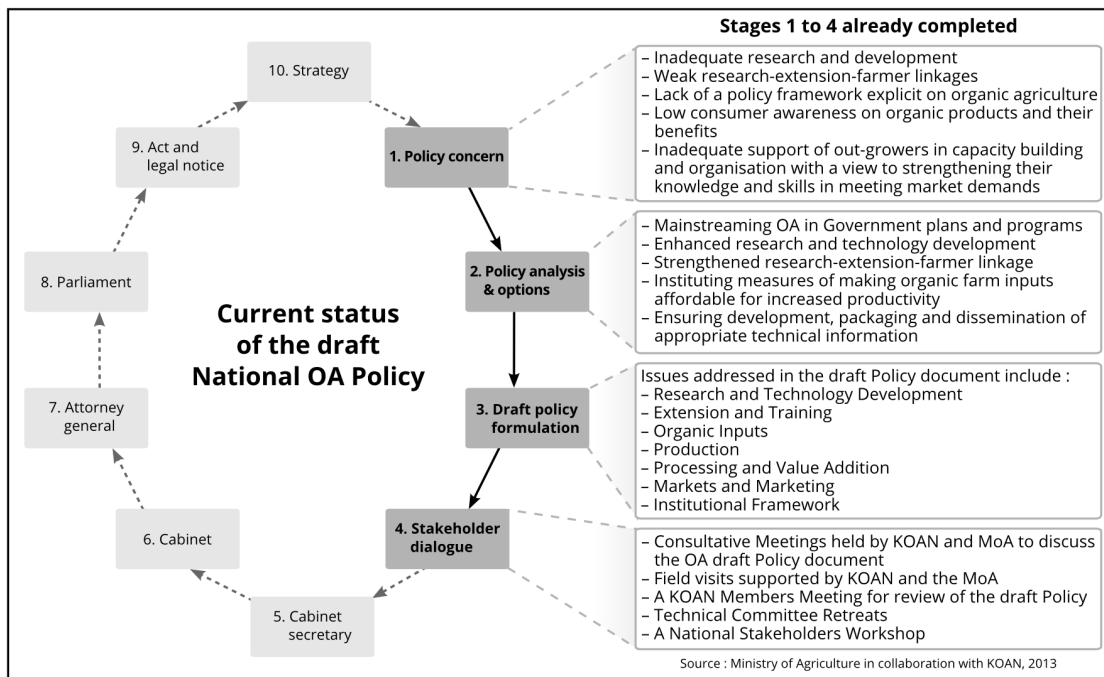 Stages 1 to 4 already completed
10. Strategy
9. Act and
legal notice
8. Parliament
7. Attorney
general
6. Cabinet
5. Cabinet
secretary
Current status
of the draft
National OA Policy
1. Policy concern
– Inadequate research and development
– Weak research-extension-farmer linkages
– Lack of a policy framework explicit on organic agriculture
– Low consumer awareness on organic products and their
benefits
– Inadequate support of out-growers in capacity building
and organisation with a view to strengthening their
knowledge and skills in meeting market demands
2. Policy analysis
& options
– Mainstreaming OA in Government plans and programs
– Enhanced research and technology development
– Strengthened research-extension-farmer linkage
– Instituting measures of making organic farm inputs
affordable for increased productivity
– Ensuring development, packaging and dissemination of
appropriate technical information
3. Draft policy
formulation
Issues addressed in the draft Policy document include :
– Research and Technology Development
– Extension and Training
– Organic Inputs
– Production
– Processing and Value Addition
– Markets and Marketing
– Institutional Framework
4. Stakeholder
dialogue
– Consultative Meetings held by KOAN and MoA to discuss
the OA draft Policy document
– Field visits supported by KOAN and the MoA
– A KOAN Members Meeting for review of the draft Policy
– Technical Committee Retreats
– A National Stakeholders Workshop
Source : Ministry of Agriculture in collaboration with KOAN, 2013